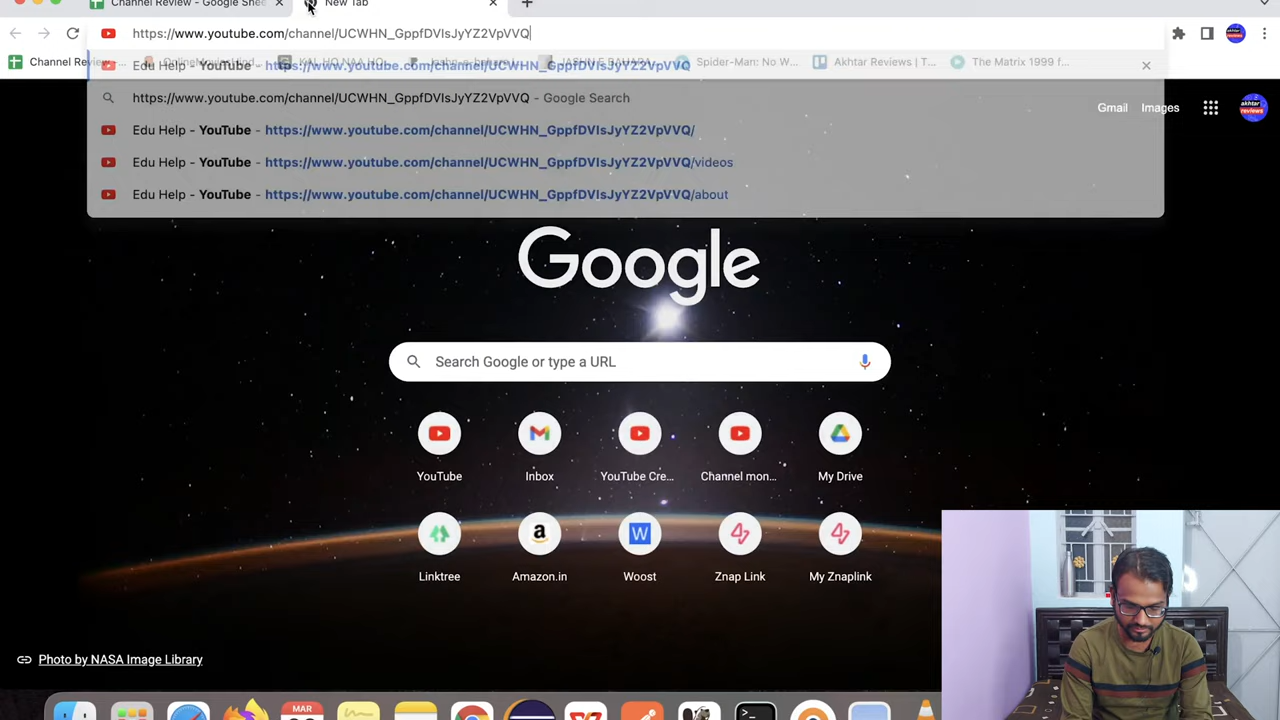 Channel Review - Google Shee
New Tab
https://www.youtube.com/channel/UCWHN_GppfDVIsJyYZ2VpVVQ
Channel Re
Spider-Man: No W...
Akhtar Reviews | T...
The Matrix 1999 f...
Edu Help - YouTube - https://www.youtube.com/channel/UCWHN_GppfDVIsJyYZ2VpVVQ
https://www.youtube.com/channel/UCWHN_GppfDVIsJyYZ2VpVVQ - Google Search
Edu Help - YouTube - https://www.youtube.com/channel/UCWHN_GppfDVIsJyYZ2VpVVQ/
Edu Help - YouTube - https://www.youtube.com/channel/UCWHN_GppfDVIsJyYZ2VpVVQ/videos
Edu Help - YouTube - https://www.youtube.com/channel/UCWHN_GppfDVIsJyYZ2VpVVQ/about
Gmail Images
akhtar reviews
Google
Search Google or type a URL
YouTube Inbox YouTube Cre... Channel mon... My Drive
Linktree Amazon.in Woost Znap Link My Znaplink
Photo by NASA Image Library
MAR